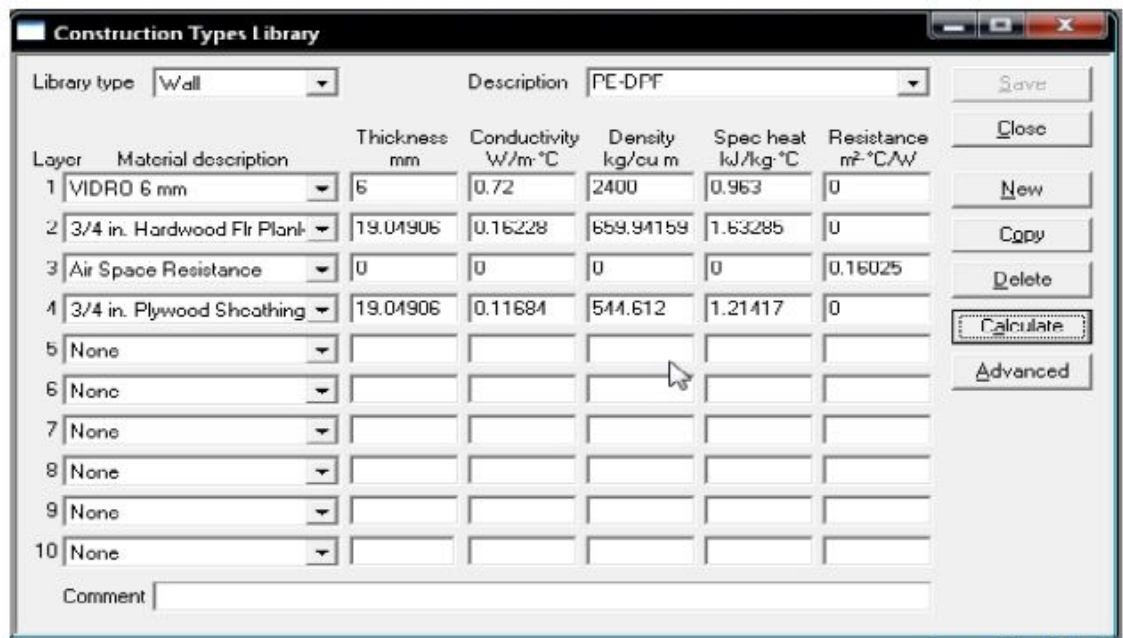 Construction Types Library
Library type Wall Description PE-DPF Save
Close
Thickness Conductivity Density Spec heat Resistance
Layer Material description mm W/m·°C kg/cu m kJ/kg·°C m²·°C/W
1 VIDRO 6 mm 6 0.72 2400 0.963 0 New
2 3/4 in. Hardwood Flr Plank 19.04906 0.16228 659.94159 1.63285 0 Copy
3 Air Space Resistance 0 0 0 0 0.16025 Delete
4 3/4 in. Plywood Sheathing 19.04906 0.11684 544.612 1.21417 0 Calculate
5 None Advanced
6 None
7 None
8 None
9 None
10 None
Comment